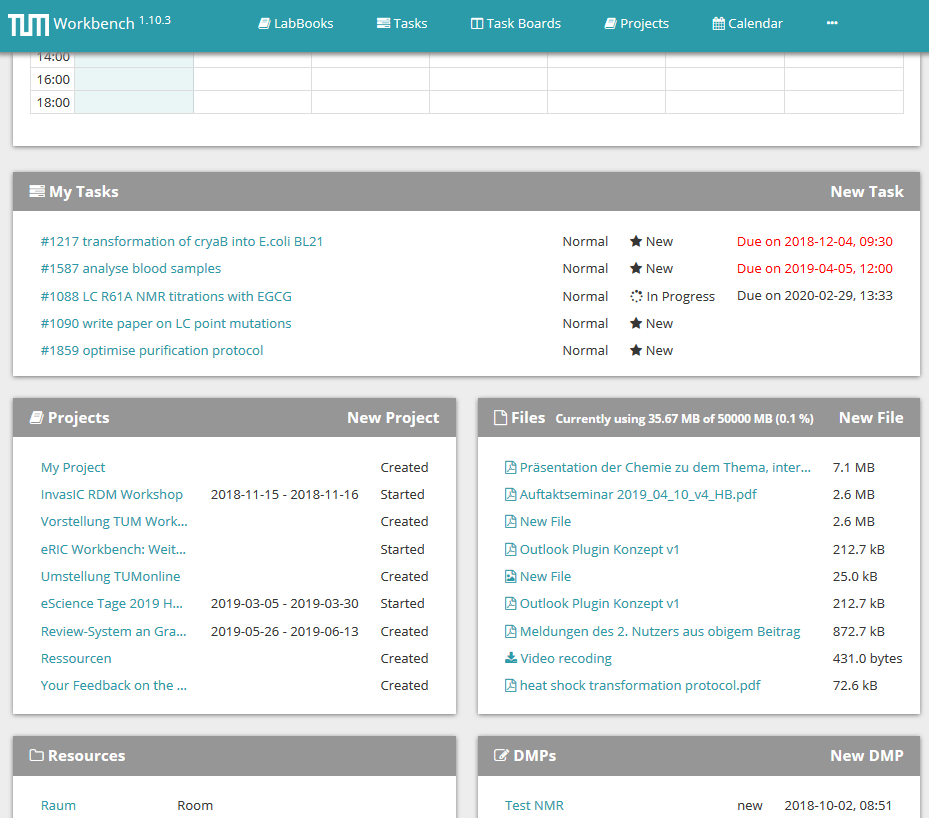 TUM Workbench 1.10.3 LabBooks Tasks Task Boards Projects Calendar
14:00
16:00
18:00
My Tasks New Task
#1217 transformation of cryaB into E.coli BL21 Normal New Due on 2018-12-04, 09:30
#1587 analyse blood samples Normal New Due on 2019-04-05, 12:00
#1088 LC R61A NMR titrations with EGCG Normal In Progress Due on 2020-02-29, 13:33
#1090 write paper on LC point mutations Normal New
#1859 optimise purification protocol Normal New
Projects New Project
My Project Created
InvasIC RDM Workshop 2018-11-15 - 2018-11-16 Started
Vorstellung TUM Work... Created
eRIC Workbench: Weit... Started
Umstellung TUMonline Created
eScience Tage 2019 H... 2019-03-05 - 2019-03-30 Started
Review-System an Gra... 2019-05-26 - 2019-06-13 Created
Ressourcen Created
Your Feedback on the ... Created
Files Currently using 35.67 MB of 50000 MB (0.1 %) New File
Präsentation der Chemie zu dem Thema, inter... 7.1 MB
Auftaktseminar 2019_04_10_v4_HB.pdf 2.6 MB
New File 2.6 MB
Outlook Plugin Konzept v1 212.7 kB
New File 25.0 kB
Outlook Plugin Konzept v1 212.7 kB
Meldungen des 2. Nutzers aus obigem Beitrag 872.7 kB
Video recoding 431.0 bytes
heat shock transformation protocol.pdf 72.6 kB
Resources
Raum Room
DMPs New DMP
Test NMR new 2018-10-02, 08:51